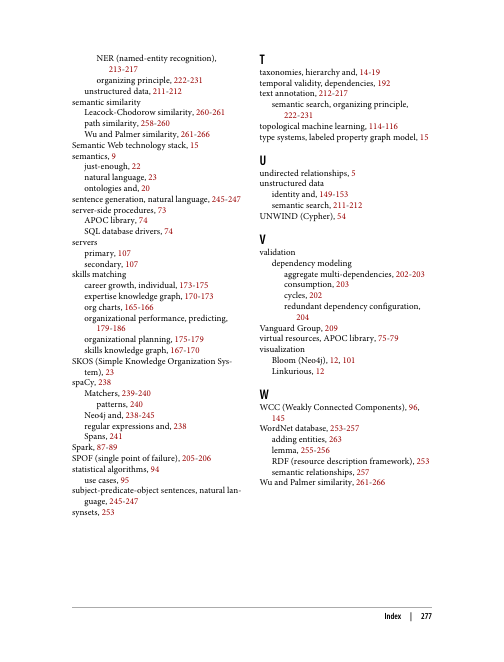 NER (named-entity recognition),
213-217
organizing principle, 222-231
unstructured data, 211-212
semantic similarity
Leacock-Chodorow similarity, 260-261
path similarity, 258-260
Wu and Palmer similarity, 261-266
Semantic Web technology stack, 15
semantics, 9
just-enough, 22
natural language, 23
ontologies and, 20
sentence generation, natural language, 245-247
server-side procedures, 73
APOC library, 74
SQL database drivers, 74
servers
primary, 107
secondary, 107
skills matching
career growth, individual, 173-175
expertise knowledge graph, 170-173
org charts, 165-166
organizational performance, predicting,
179-186
organizational planning, 175-179
skills knowledge graph, 167-170
SKOS (Simple Knowledge Organization Sys-
tem), 23
spaCy, 238
Matchers, 239-240
patterns, 240
Neo4j and, 238-245
regular expressions and, 238
Spans, 241
Spark, 87-89
SPOF (single point of failure), 205-206
statistical algorithms, 94
use cases, 95
subject-predicate-object sentences, natural lan-
guage, 245-247
synsets, 253
T
taxonomies, hierarchy and, 14-19
temporal validity, dependencies, 192
text annotation, 212-217
semantic search, organizing principle,
222-231
topological machine learning, 114-116
type systems, labeled property graph model, 15
U
undirected relationships, 5
unstructured data
identity and, 149-153
semantic search, 211-212
UNWIND (Cypher), 54
V
validation
dependency modeling
aggregate multi-dependencies, 202-203
consumption, 203
cycles, 202
redundant dependency configuration,
204
Vanguard Group, 209
virtual resources, APOC library, 75-79
visualization
Bloom (Neo4j), 12, 101
Linkurious, 12
W
WCC (Weakly Connected Components), 96,
145
WordNet database, 253-257
adding entities, 263
lemma, 255-256
RDF (resource description framework), 253
semantic relationships, 257
Wu and Palmer similarity, 261-266
Index | 277